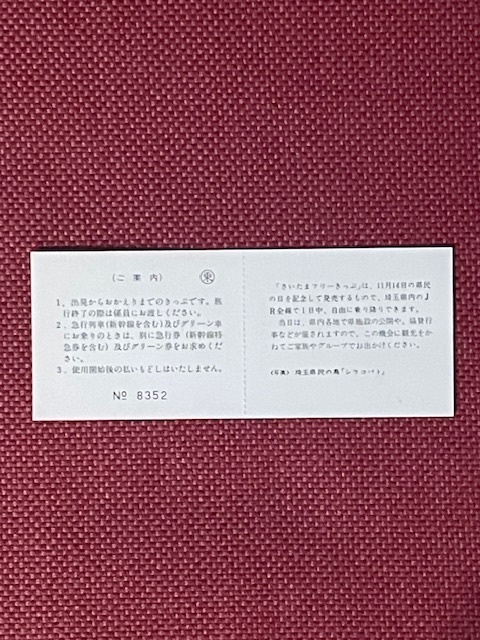 （ご案内） 東
1、出発からおかえりまでのきっぷです。旅
行終了の際は係員にお渡しください。
2、急行列車(新幹線を含む)及びグリーン車
にお乗りのときは、別に急行券（新幹線特
急券を含む）及びグリーン券をお求めくだ
さい。
3、使用開始後の払いもどしはいたしません。
№ 8352
「さいたまフリーきっぷ」は、11月14日の県民
の日を記念して発売するもので、埼玉県内のJ
R全線で1日中、自由に乗り降りできます。
当日は、県内各地で県施設の公開や、協賛行
事などが催されますので、この機会に観光をか
ねてご家族やグループでお出かけください。
(写真) 埼玉県民の鳥「シラコバト」